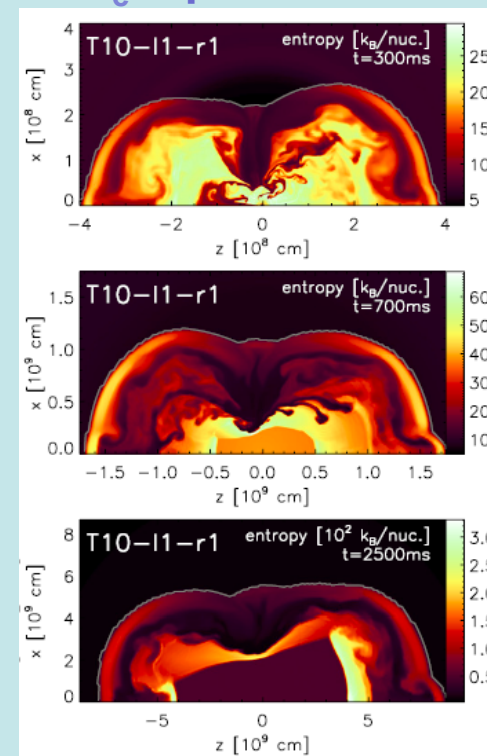 T10-l1-r1 entropy [k_B/nuc.]
t=300ms
x [10^8 cm]
4
3
2
1
0
25
20
15
10
5
-4 -2 0 2 4
z [10^8 cm]
T10-l1-r1 entropy [k_B/nuc.]
t=700ms
x [10^9 cm]
1.5
1.0
0.5
0.0
60
50
40
30
20
10
-1.5 -1.0 -0.5 0.0 0.5 1.0 1.5
z [10^9 cm]
T10-l1-r1 entropy [10^2 k_B/nuc.]
t=2500ms
x [10^9 cm]
8
6
4
2
0
3.
2.
2.
1.
1.0
0.5
-5 0 5
z [10^9 cm]